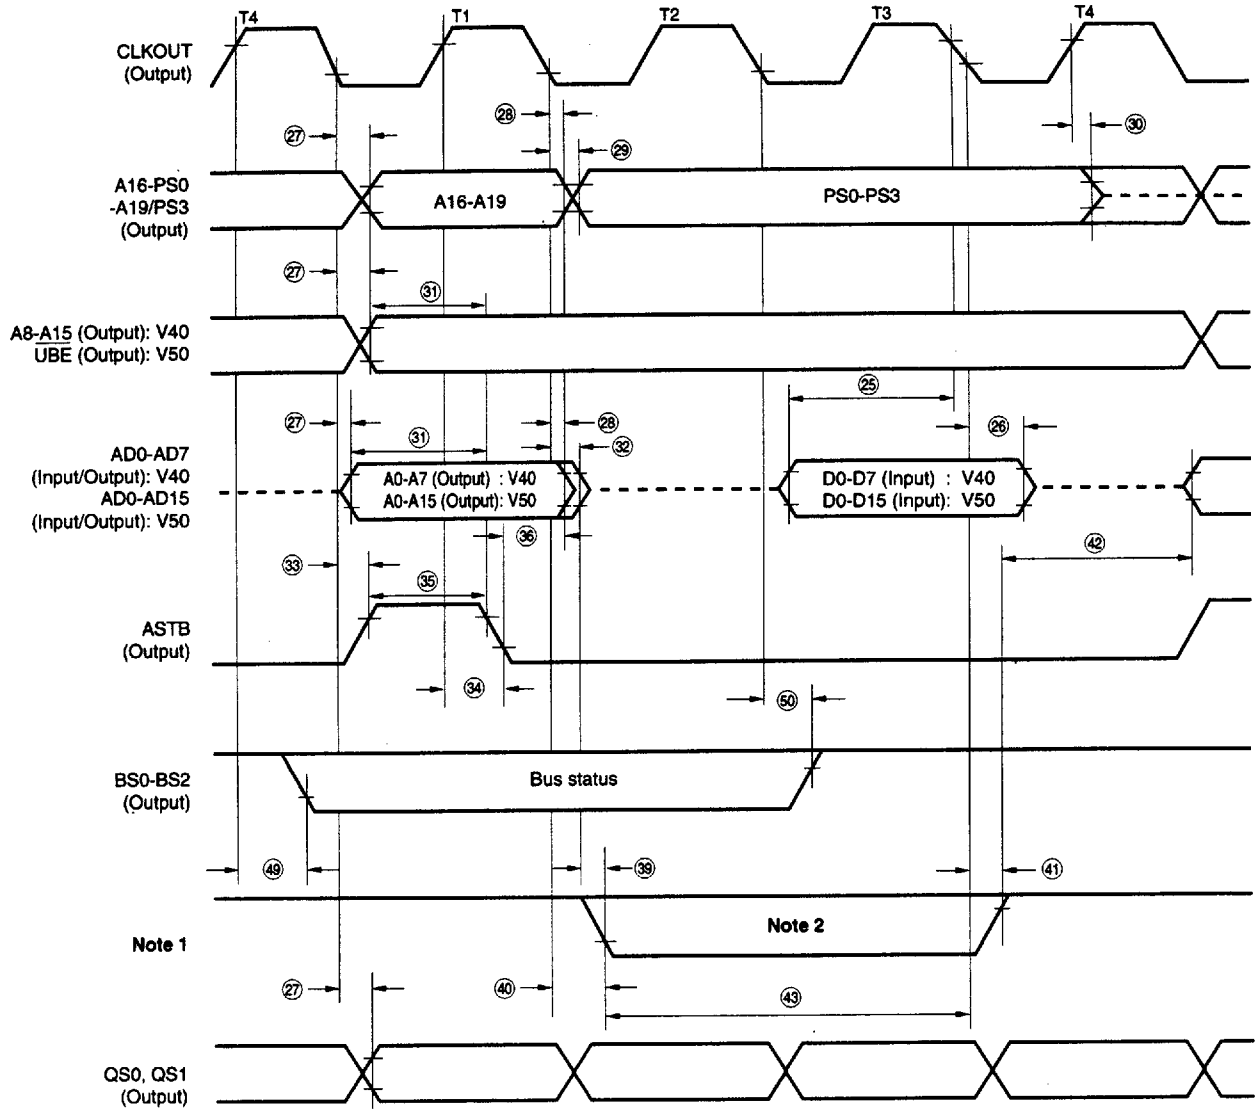 T4 T1 T2 T3 T4
CLKOUT
(Output)
28
27 29 30
A16-PS0
-A19/PS3
(Output)
A16-A19 PS0-PS3
27
31
A8-A15 (Output): V40
UBE (Output): V50
25
27 31 28 26
32
AD0-AD7
(Input/Output): V40
AD0-AD15
(Input/Output): V50
A0-A7 (Output) : V40
A0-A15 (Output): V50
D0-D7 (Input) : V40
D0-D15 (Input): V50
36 42
33 35
ASTB
(Output)
34 50
BS0-BS2
(Output)
Bus status
49 39 41
Note 1 Note 2
27 40 43
QS0, QS1
(Output)